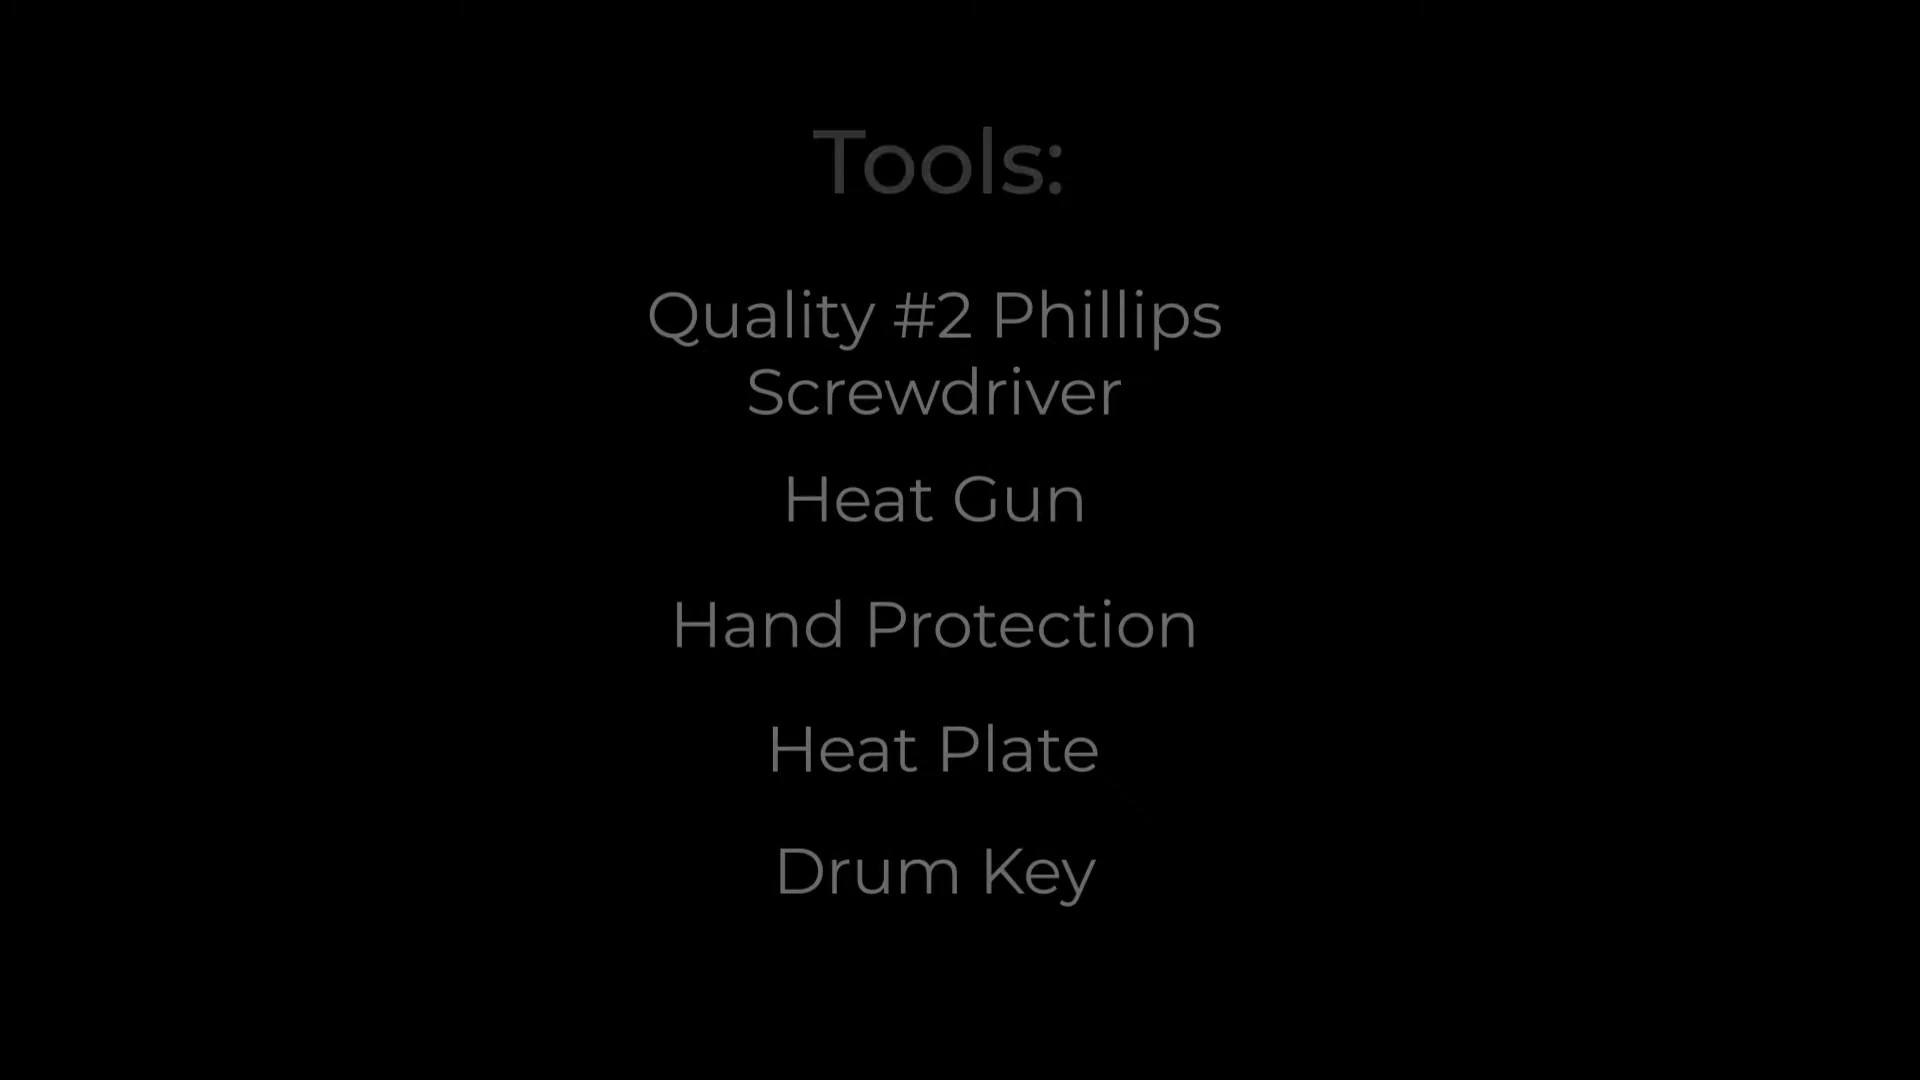 Tools:
Quality #2 Phillips
Screwdriver
Heat Gun
Hand Protection
Heat Plate
Drum Key